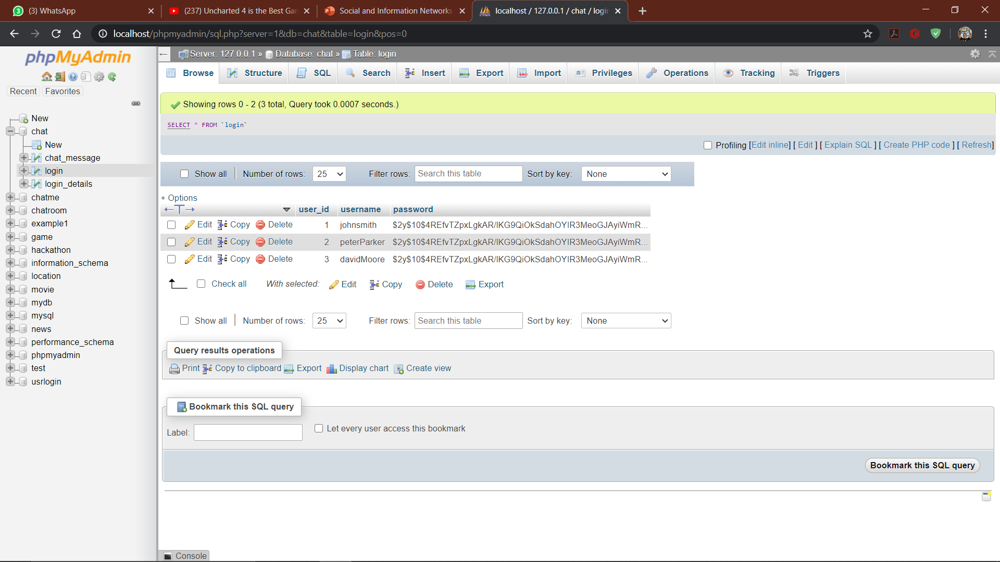 (3) WhatsApp
(237) Uncharted 4 is the Best Gam
Social and Information Networks
localhost / 127.0.0.1 / chat / login
localhost/phpmyadmin/sql.php?server=1&db=chat&table=login&pos=0
phpMyAdmin
Recent Favorites
New
chat
New
chat_message
login
login_details
chatme
chatroom
example1
game
hackathon
information_schema
location
movie
mydb
mysql
news
performance_schema
phpmyadmin
test
usrlogin
Server: 127.0.0.1 » Database: chat » Table: login
Browse Structure SQL Search Insert Export Import Privileges Operations Tracking Triggers
Showing rows 0 - 2 (3 total, Query took 0.0007 seconds.)
SELECT * FROM `login`
Profiling [Edit inline] [ Edit ] [ Explain SQL ] [ Create PHP code ] [ Refresh]
Show all Number of rows: 25 Filter rows: Search this table Sort by key: None
+ Options
user_id username password
Edit Copy Delete 1 johnsmith $2y$10$4REfvTZpxLgkAR/lKG9QiOkSdahOYIR3MeoGJAyiWmR...
Edit Copy Delete 2 peterParker $2y$10$4REfvTZpxLgkAR/lKG9QiOkSdahOYIR3MeoGJAyiWmR...
Edit Copy Delete 3 davidMoore $2y$10$4REfvTZpxLgkAR/lKG9QiOkSdahOYIR3MeoGJAyiWmR...
Check all With selected: Edit Copy Delete Export
Show all Number of rows: 25 Filter rows: Search this table Sort by key: None
Query results operations
Print Copy to clipboard Export Display chart Create view
Bookmark this SQL query
Label: Let every user access this bookmark
Bookmark this SQL query
Console